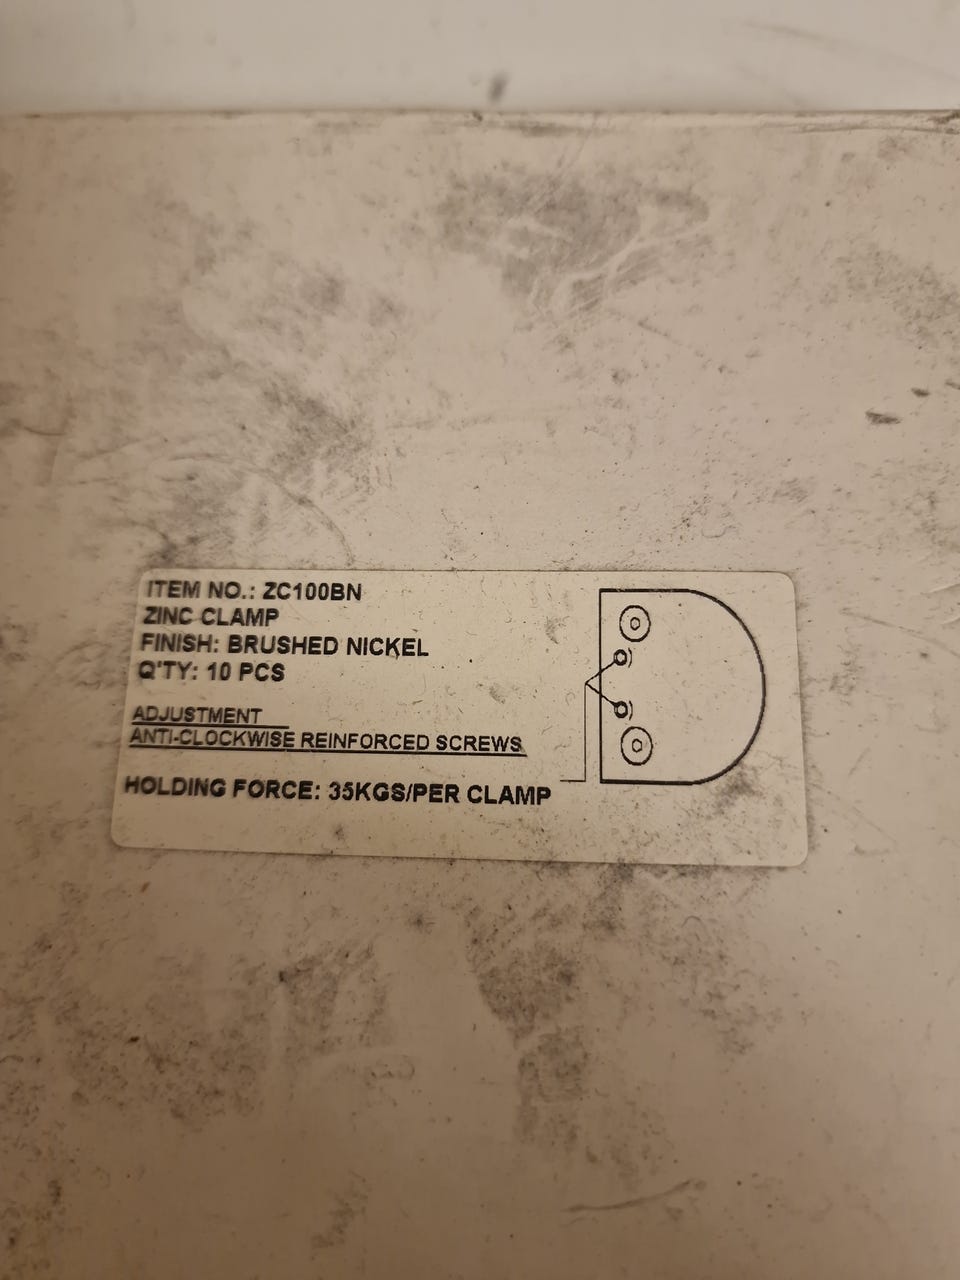 ITEM NO.: ZC100BN
ZINC CLAMP
FINISH: BRUSHED NICKEL
Q'TY: 10 PCS
ADJUSTMENT
ANTI-CLOCKWISE REINFORCED SCREWS
HOLDING FORCE: 35KGS/PER CLAMP